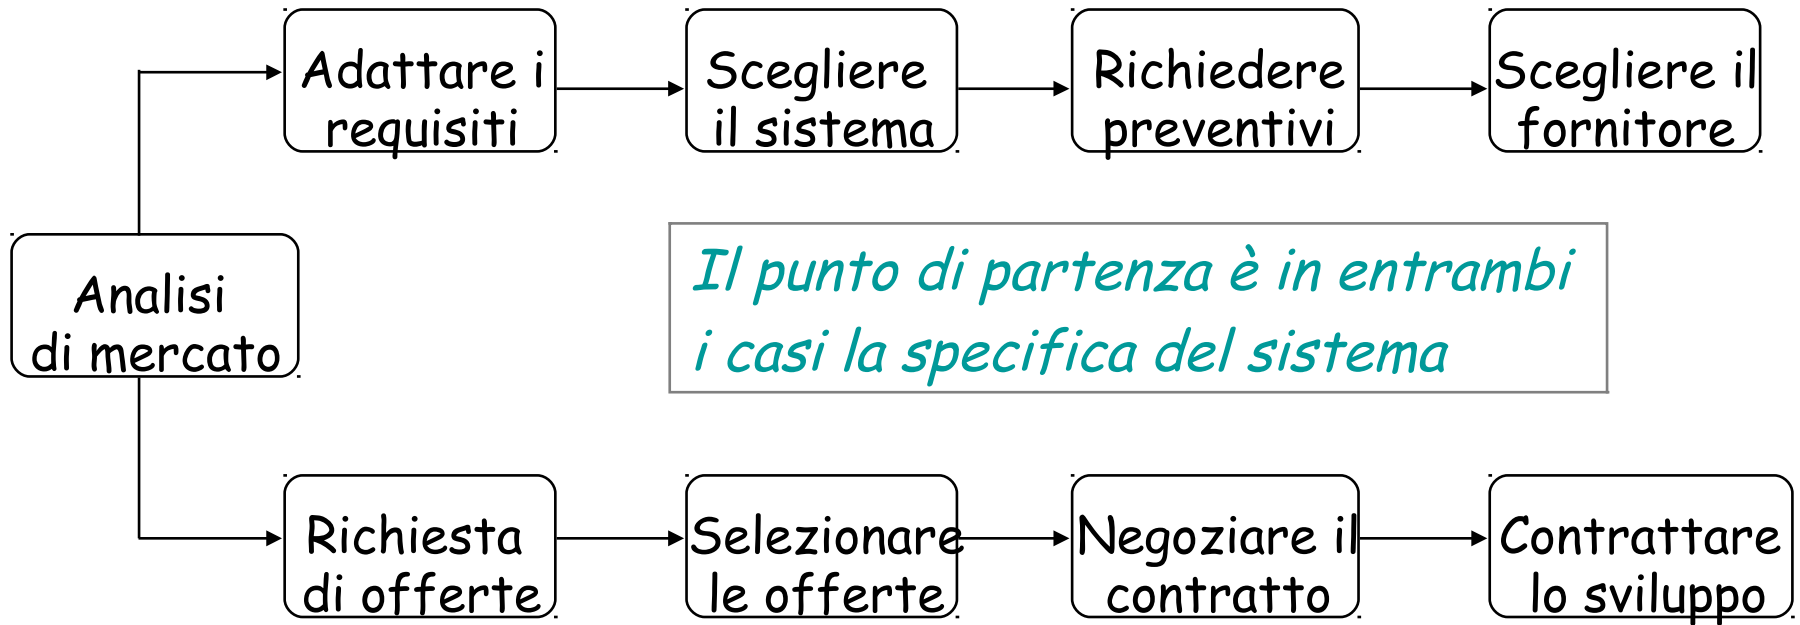 Adattare i
requisiti
Scegliere
il sistema
Richiedere
preventivi
Scegliere il
fornitore
Analisi
di mercato
Il punto di partenza è in entrambi
i casi la specifica del sistema
Richiesta
di offerte
Selezionare
le offerte
Negoziare il
contratto
Contrattare
lo sviluppo